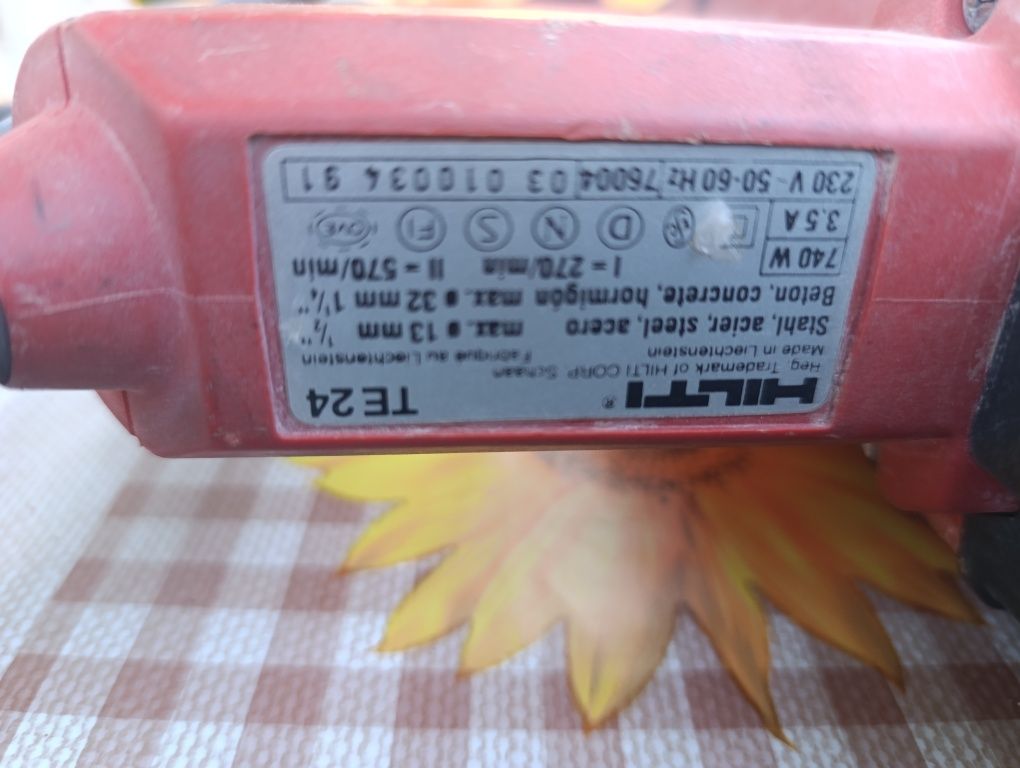 HILTI ® TE 24
Reg. Trademark of HILTI CORP. Schaan
Made in Liechtenstein Fabriqué au Liechtenstein
Stahl, acier, steel, acero max. ø 13 mm 1/2"
Beton, concrete, hormigón max. ø 32 mm 1 1/4"
740 W I = 270/min II = 570/min
3.5 A D N S FI ÖVE
230 V ~ 50-60 Hz 76004 03 010034 91